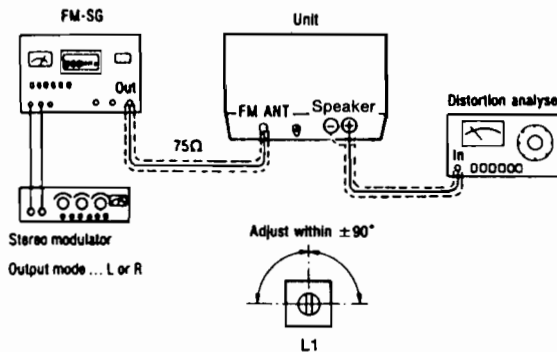 FM-SG
Unit
Out
FM ANT
Speaker
− +
Distortion analyse
In
75Ω
Stereo modulator
Output mode ... L or R
Adjust within ±90°
L1